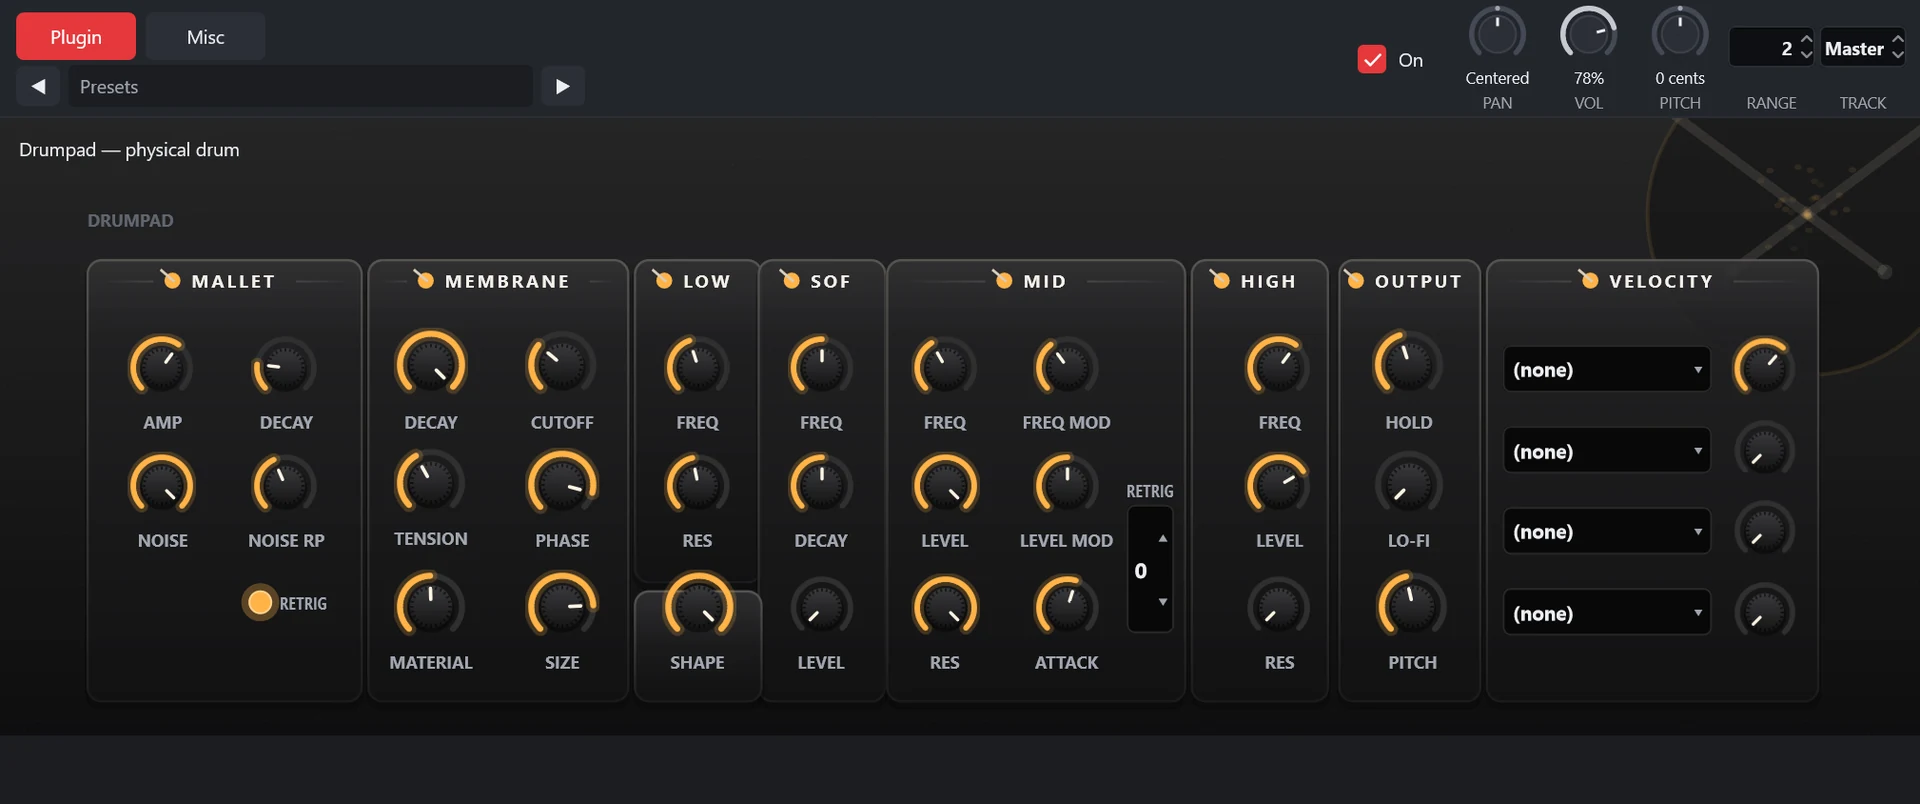 Plugin
Misc
Presets
On
Centered
PAN
78%
VOL
0 cents
PITCH
2
RANGE
Master
TRACK
Drumpad — physical drum
DRUMPAD
MALLET
AMP
DECAY
NOISE
NOISE RP
RETRIG
MEMBRANE
DECAY
CUTOFF
TENSION
PHASE
MATERIAL
SIZE
LOW
FREQ
RES
SHAPE
SOF
FREQ
DECAY
LEVEL
MID
FREQ
FREQ MOD
LEVEL
LEVEL MOD
RES
ATTACK
RETRIG
0
HIGH
FREQ
LEVEL
RES
OUTPUT
HOLD
LO-FI
PITCH
VELOCITY
(none)
(none)
(none)
(none)